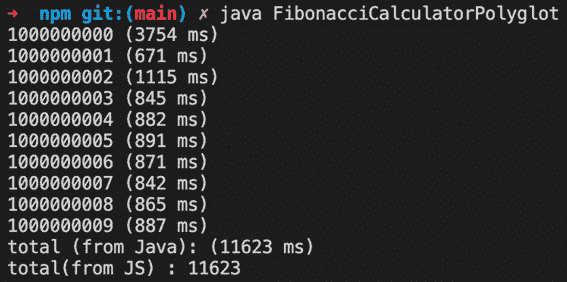 ➜  npm git:(main) ✗ java FibonacciCalculatorPolyglot
1000000000 (3754 ms)
1000000001 (671 ms)
1000000002 (1115 ms)
1000000003 (845 ms)
1000000004 (882 ms)
1000000005 (891 ms)
1000000006 (871 ms)
1000000007 (842 ms)
1000000008 (865 ms)
1000000009 (887 ms)
total (from Java): (11623 ms)
total(from JS) : 11623